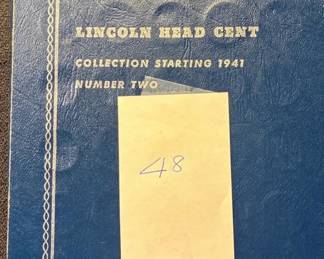 LINCOLN HEAD CENT
COLLECTION STARTING 1941
NUMBER TWO
48